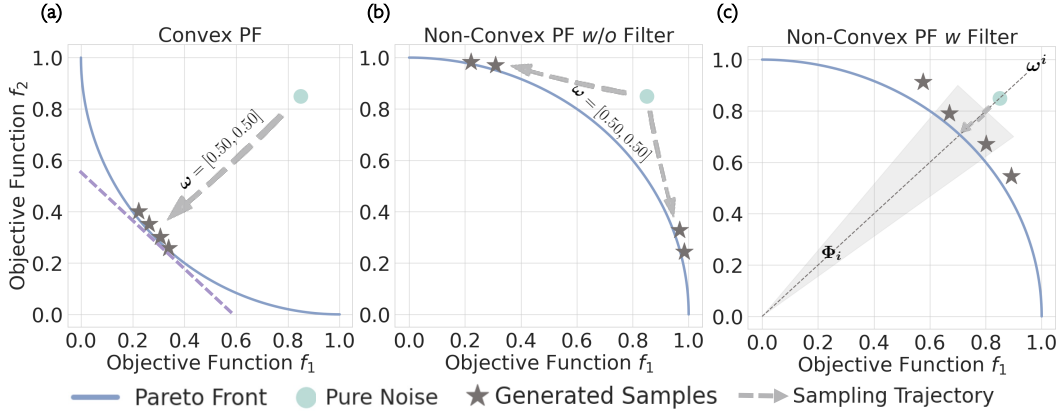 (a)
Convex PF
1.0
0.8
0.6
0.4
0.2
0.0
Objective Function f₂
ω = [0.50, 0.50]
0.0 0.2 0.4 0.6 0.8 1.0
Objective Function f₁
(b)
Non-Convex PF w/o Filter
1.0
0.8
0.6
0.4
0.2
0.0
ω = [0.50, 0.50]
0.0 0.2 0.4 0.6 0.8 1.0
Objective Function f₁
(c)
Non-Convex PF w Filter
1.0
0.8
0.6
0.4
0.2
0.0
ωⁱ
Φᵢ
0.0 0.2 0.4 0.6 0.8 1.0
Objective Function f₁
Pareto Front Pure Noise Generated Samples Sampling Trajectory